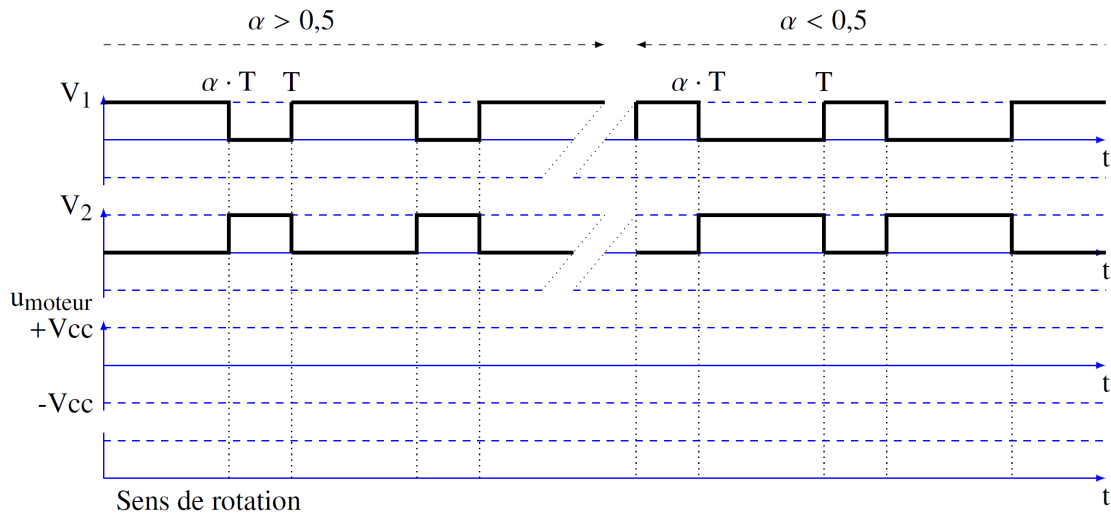 α > 0,5
α < 0,5
α · T
T
α · T
T
V1
t
V2
t
umoteur
+Vcc
t
-Vcc
t
Sens de rotation